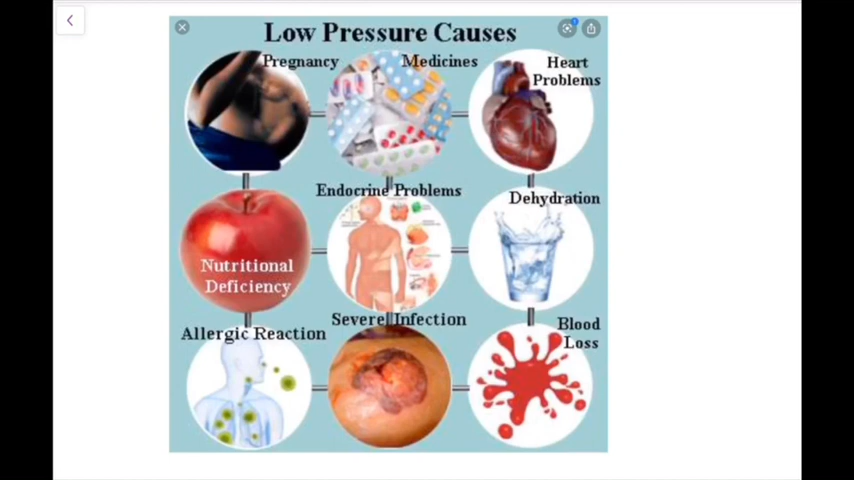 Low Pressure Causes
Pregnancy
Medicines
Heart
Problems
Nutritional
Deficiency
Endocrine Problems
Dehydration
Allergic Reaction
Severe Infection
Blood
Loss